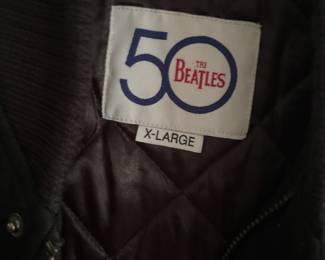 50
THE
BEATLES
X-LARGE